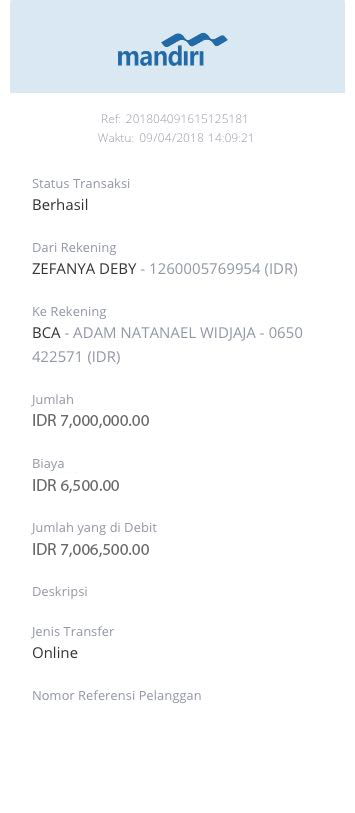 mandiri
Ref: 201804091615125181
Waktu: 09/04/2018 14:09:21
Status Transaksi
Berhasil
Dari Rekening
ZEFANYA DEBY - 1260005769954 (IDR)
Ke Rekening
BCA - ADAM NATANAEL WIDJAJA - 0650
422571 (IDR)
Jumlah
IDR 7,000,000.00
Biaya
IDR 6,500.00
Jumlah yang di Debit
IDR 7,006,500.00
Deskripsi
Jenis Transfer
Online
Nomor Referensi Pelanggan